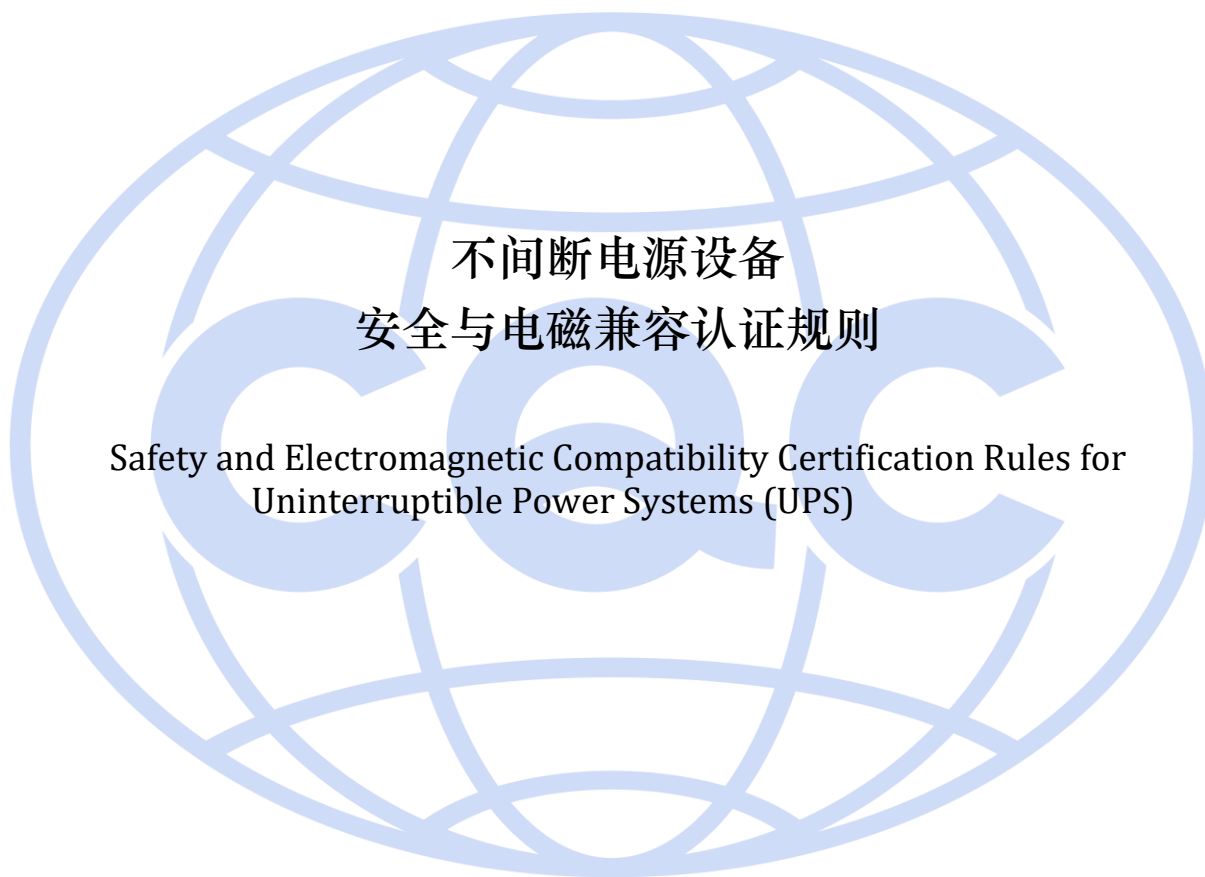 不间断电源设备
安全与电磁兼容认证规则
Safety and Electromagnetic Compatibility Certification Rules for
Uninterruptible Power Systems (UPS)
CQC